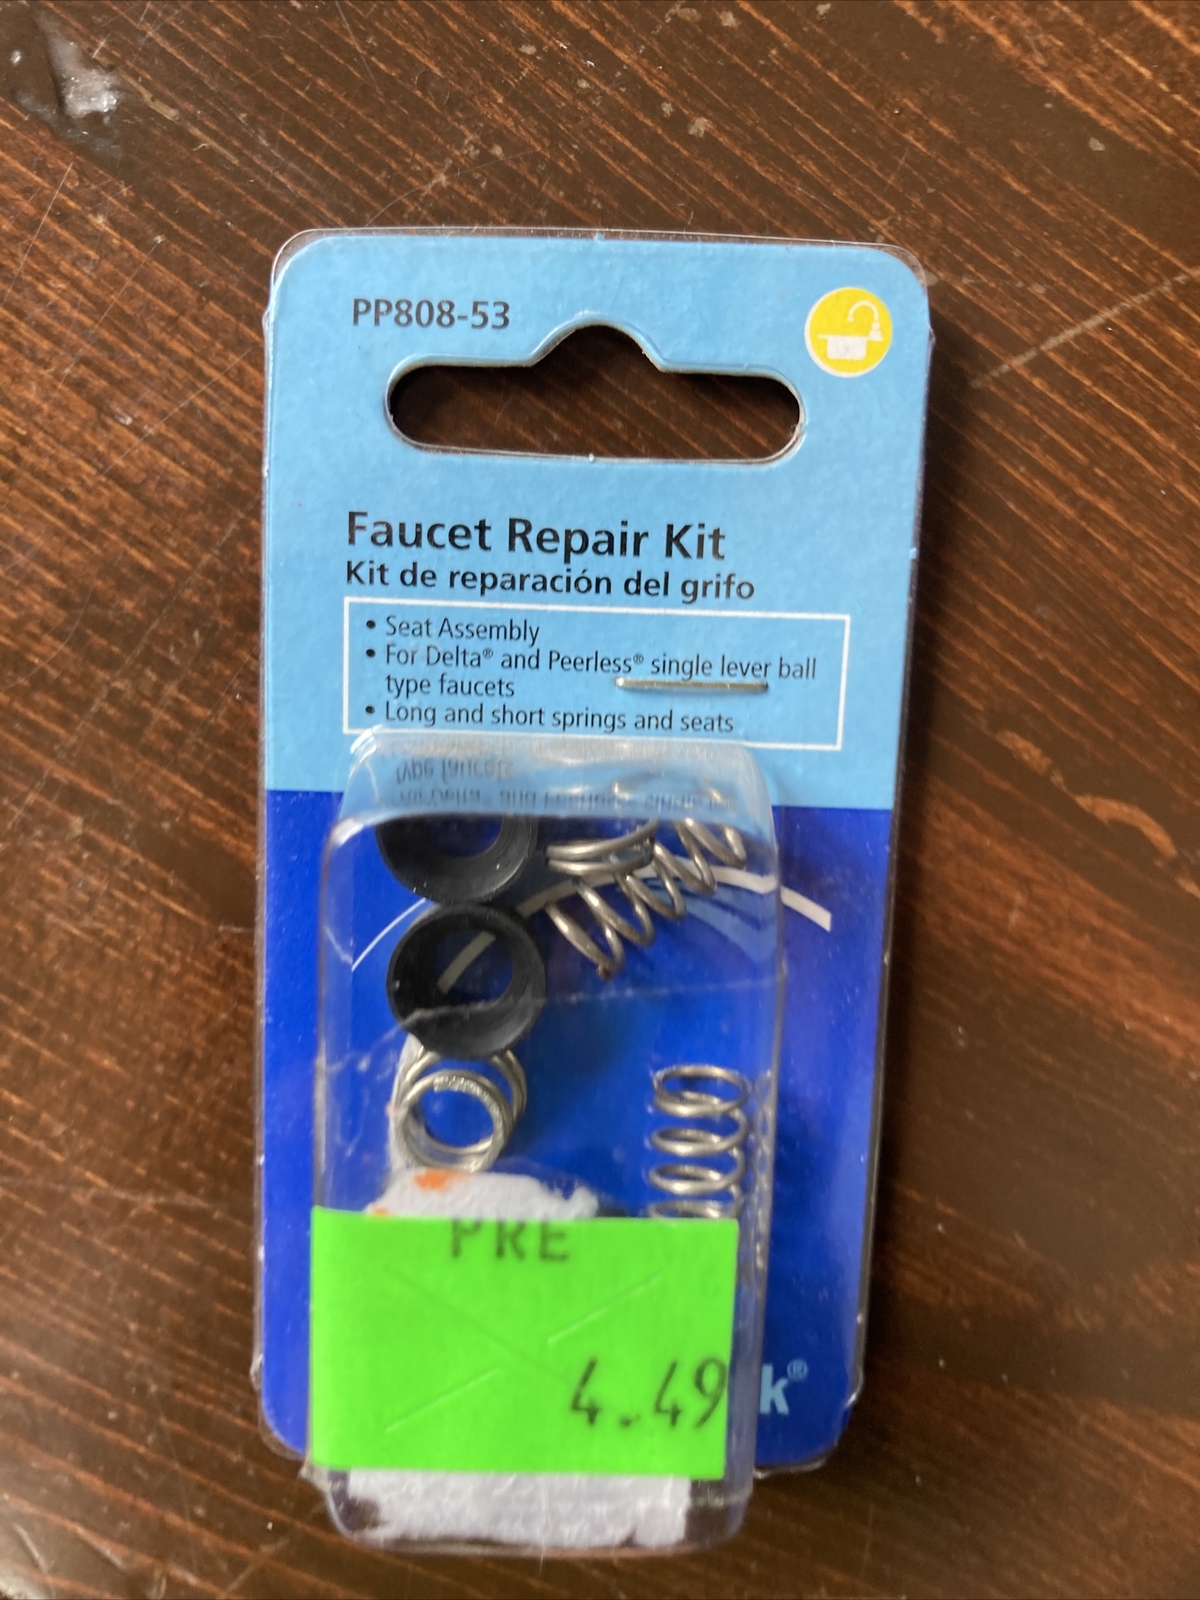 PP808-53
Faucet Repair Kit
Kit de reparación del grifo
• Seat Assembly
• For Delta® and Peerless® single lever ball
type faucets
• Long and short springs and seats
PRE
4.49
k®